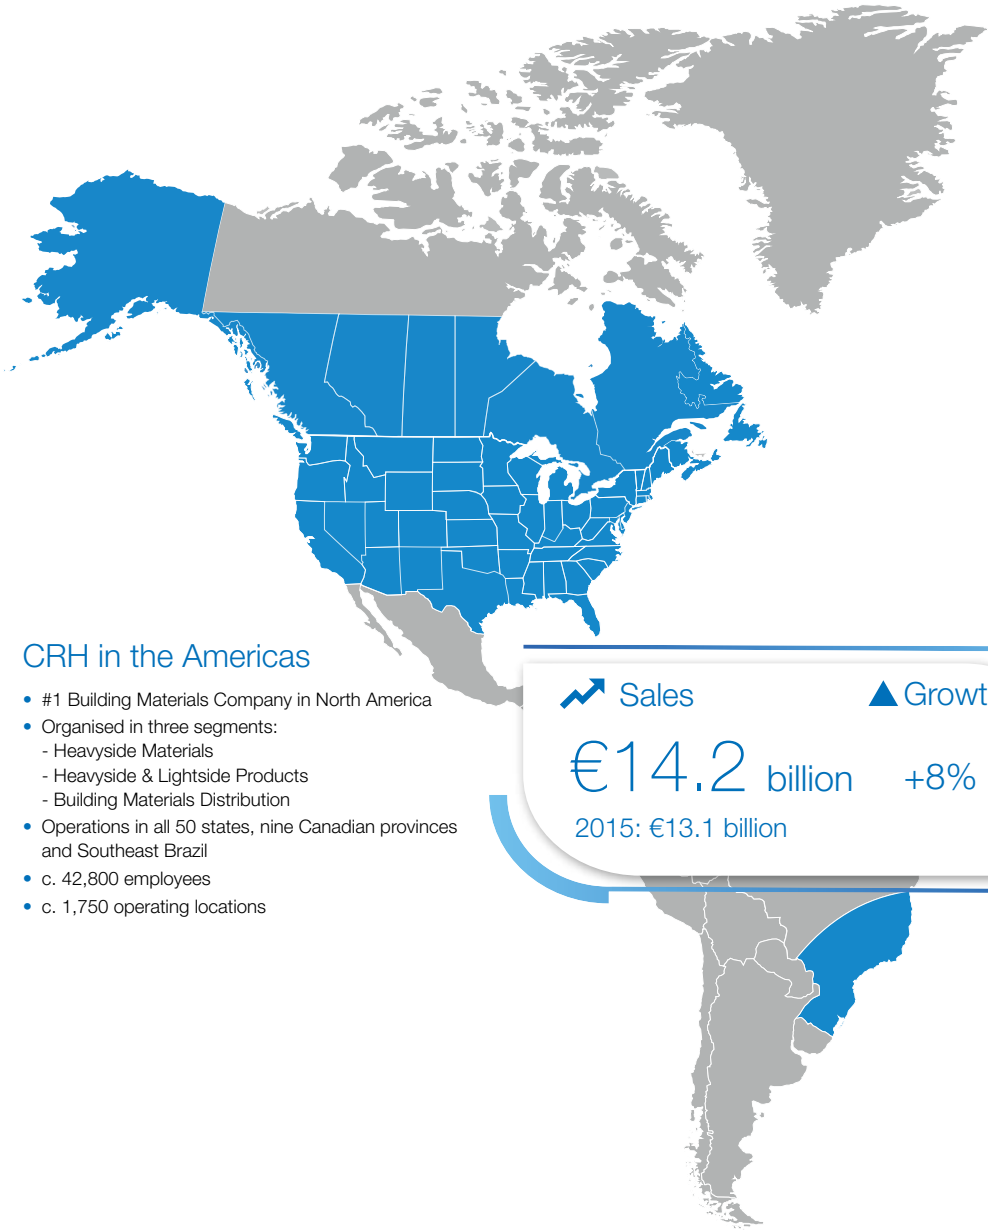 CRH in the Americas
• #1 Building Materials Company in North America
• Organised in three segments:
- Heavyside Materials
- Heavyside & Lightside Products
- Building Materials Distribution
• Operations in all 50 states, nine Canadian provinces
and Southeast Brazil
• c. 42,800 employees
• c. 1,750 operating locations
Sales
€14.2 billion
2015: €13.1 billion
Growt
+8%